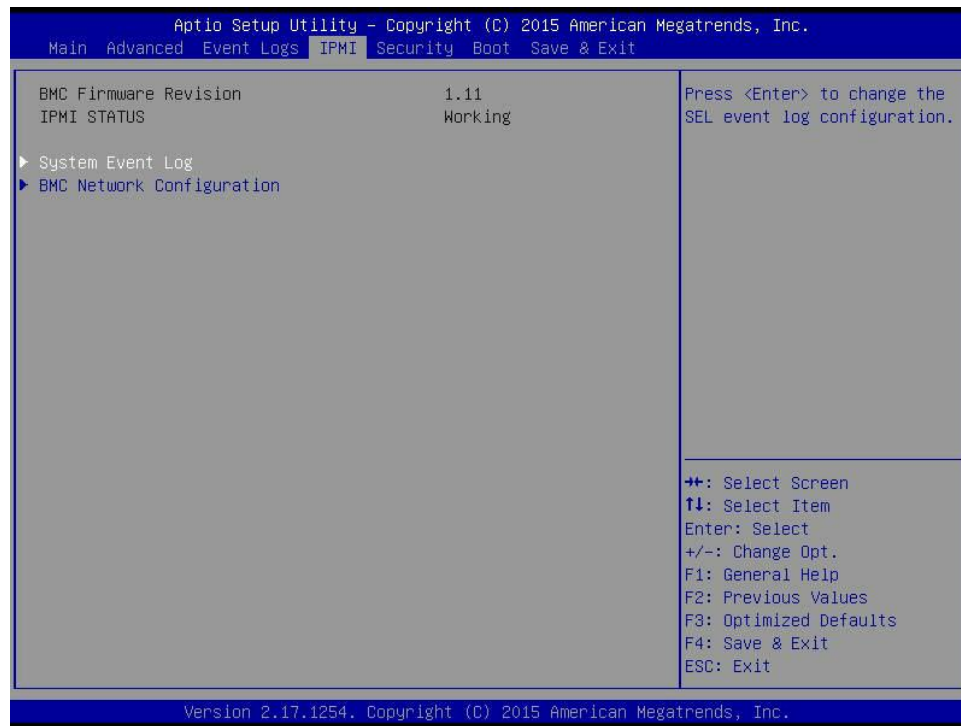 Aptio Setup Utility – Copyright (C) 2015 American Megatrends, Inc.
Main Advanced Event Logs IPMI Security Boot Save & Exit
BMC Firmware Revision 1.11
IPMI STATUS Working
System Event Log
BMC Network Configuration
Press <Enter> to change the
SEL event log configuration.
→←: Select Screen
↑↓: Select Item
Enter: Select
+/-: Change Opt.
F1: General Help
F2: Previous Values
F3: Optimized Defaults
F4: Save & Exit
ESC: Exit
Version 2.17.1254. Copyright (C) 2015 American Megatrends, Inc.